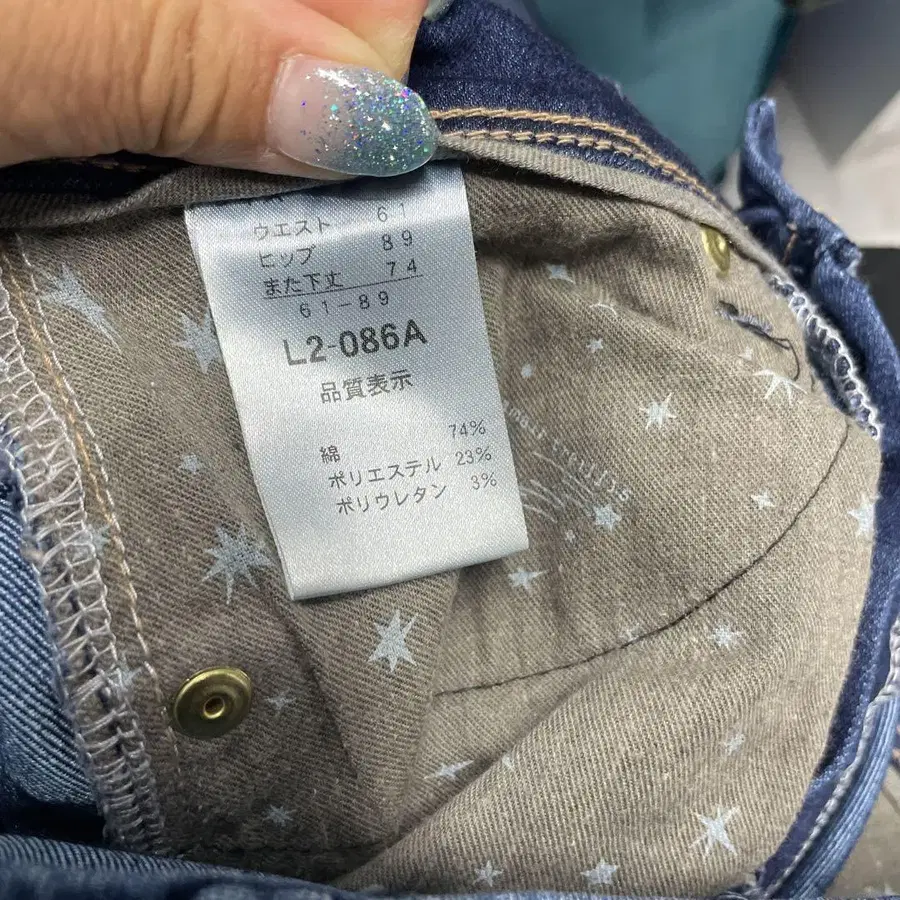 ウエスト 61
ヒップ 89
また下丈 74
61-89
L2-086A
品質表示
綿 74%
ポリエステル 23%
ポリウレタン 3%